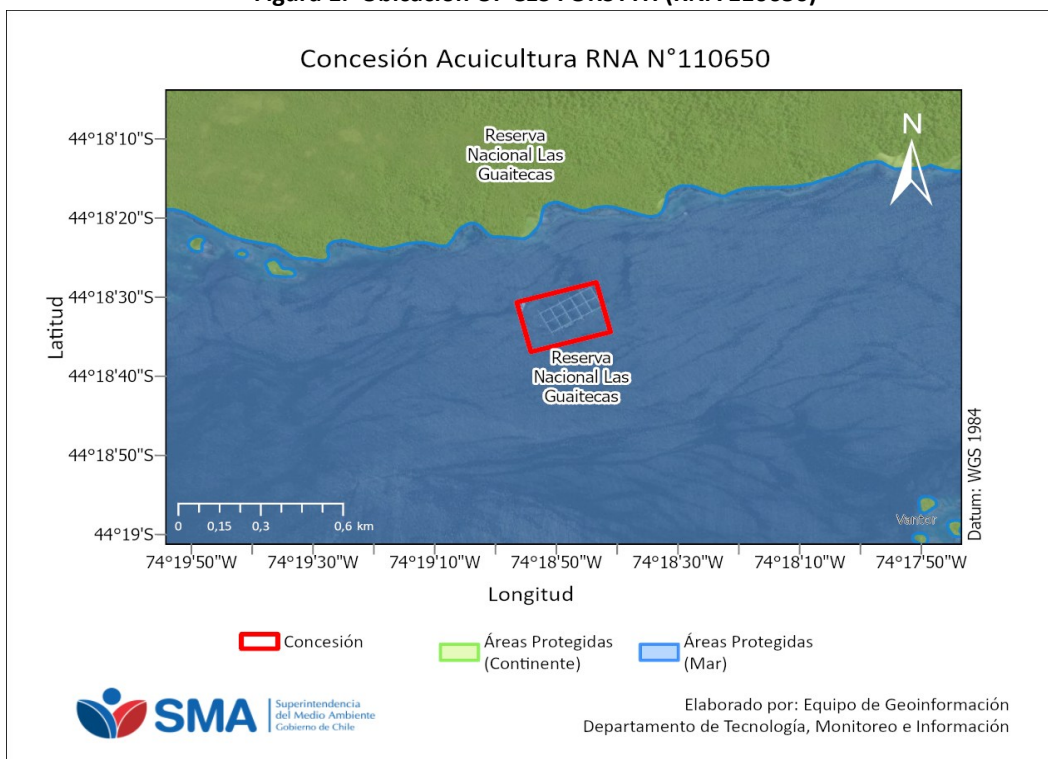 Concesión Acuicultura RNA N°110650
Reserva
Nacional Las
Guaitecas
N
44°18'10"S
44°18'20"S
44°18'30"S
44°18'40"S
44°18'50"S
44°19'S
Latitud
Reserva
Nacional Las
Guaitecas
Datum: WGS 1984
Vantor
0 0,15 0,3 0,6 km
74°19'50"W 74°19'30"W 74°19'10"W 74°18'50"W 74°18'30"W 74°18'10"W 74°17'50"W
Longitud
Concesión
Áreas Protegidas
(Continente)
Áreas Protegidas
(Mar)
SMA
Superintendencia
del Medio Ambiente
Gobierno de Chile
Elaborado por: Equipo de Geoinformación
Departamento de Tecnología, Monitoreo e Información